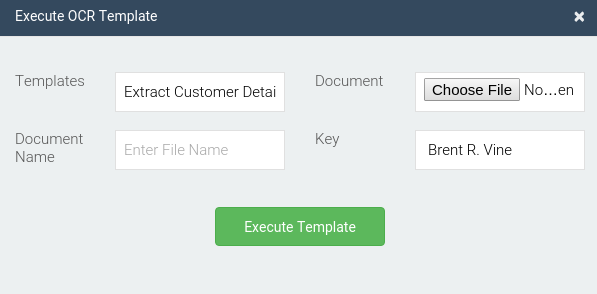 Execute OCR Template ×
Templates Extract Customer Detai Document Choose File No...en
Document Name Enter File Name Key Brent R. Vine
Execute Template